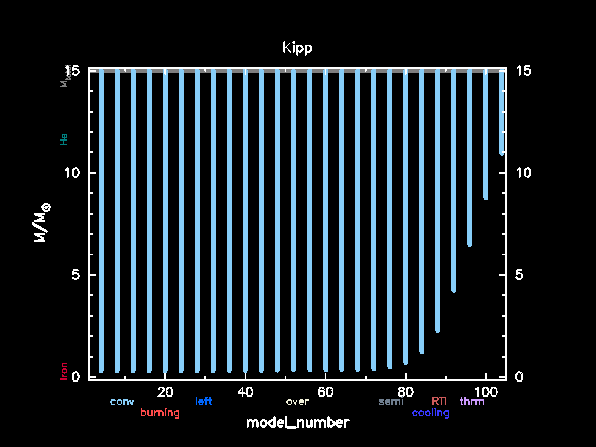 Kipp
15 15
He
10 10
M/M☉
5 5
Iron
0 0
20 40 60 80 100
conv left over semi RTI thrm
burning cooling
model_number